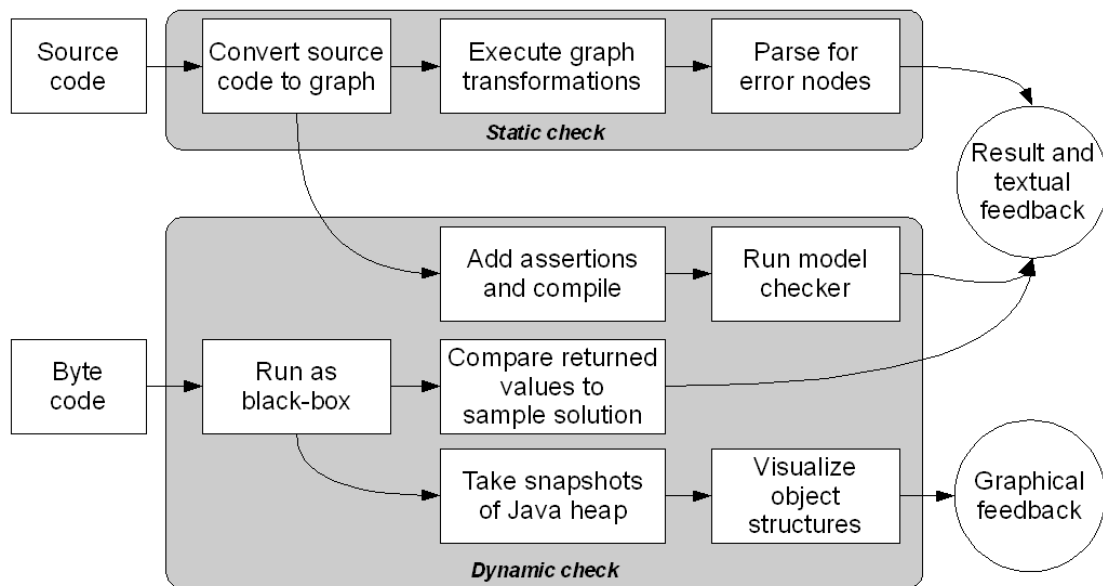 Source
code
Convert source
code to graph
Execute graph
transformations
Parse for
error nodes
Static check
Result and
textual
feedback
Add assertions
and compile
Run model
checker
Byte
code
Run as
black-box
Compare returned
values to
sample solution
Take snapshots
of Java heap
Visualize
object
structures
Graphical
feedback
Dynamic check